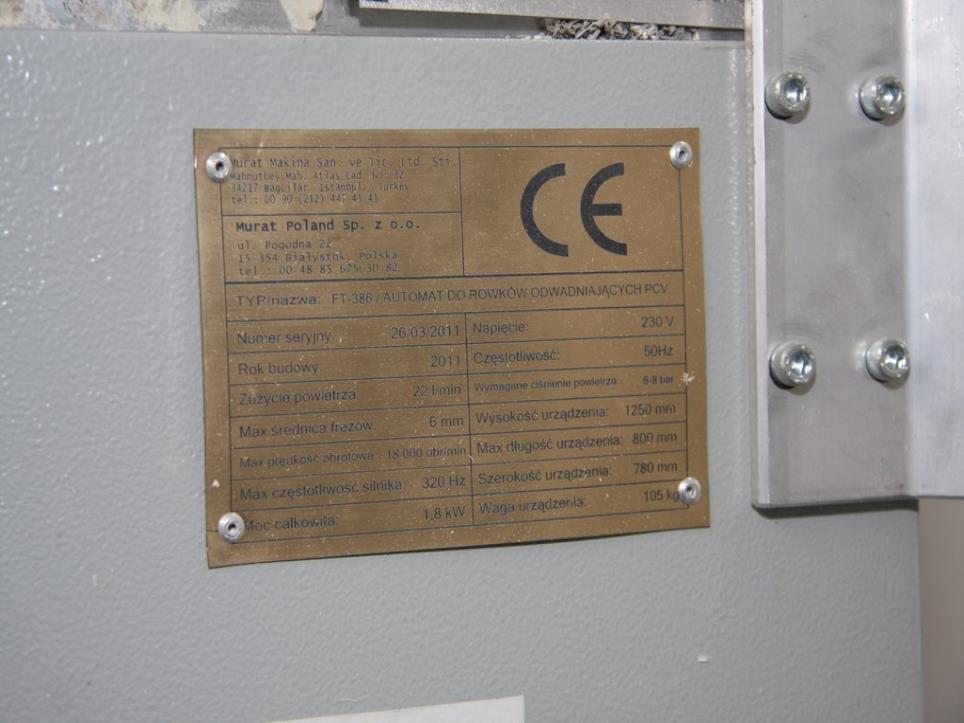 Murat Makina San. ve Tic. Ltd. Sti.
Mahmutbey Mah. Atlas Cad. No: 32
34217 Bagcilar Istanbul / Turkey
tel.: 00 90 (212) 447 41 41
Murat Poland Sp. z o.o.
ul. Pogodna 22
15-354 Białystok, Polska
tel.: 00 48 85 675 30 82
CE
TYP/nazwa: FT-386 / AUTOMAT DO ROWKÓW ODWADNIAJĄCYCH PCV
Numer seryjny 26/03/2011
Rok budowy: 2011
Zużycie powietrza 22 l/min
Max średnica frezów: 6 mm
Max prędkość obrotowa: 18 000 obr/min
Max częstotliwość silnika: 320 Hz
Moc całkowita: 1,8 kW
Napięcie: 230 V
Częstotliwość: 50Hz
Wymagane ciśnienie powietrza: 6-8 bar
Wysokość urządzenia: 1250 mm
Max długość urządzenia: 800 mm
Szerokość urządzenia: 780 mm
Waga urządzenia: 105 kg